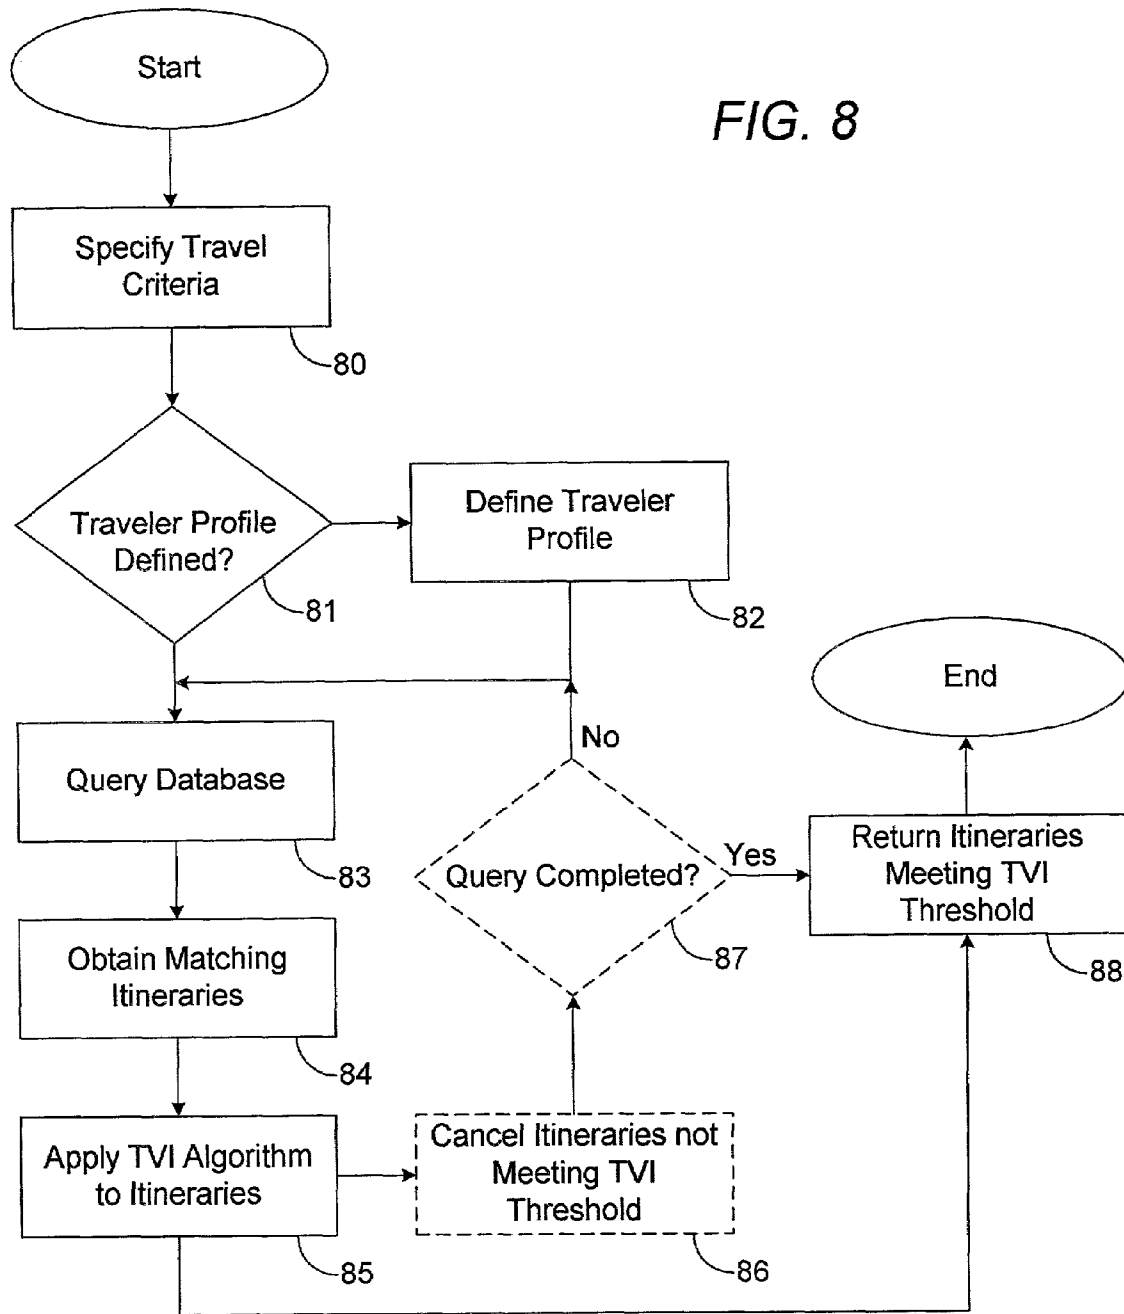 Start
FIG. 8
Specify Travel
Criteria
80
Traveler Profile
Defined?
81
Define Traveler
Profile
82
End
No
Query Database
83
Query Completed?
87
Yes
Return Itineraries
Meeting TVI
Threshold
88
Obtain Matching
Itineraries
84
Apply TVI Algorithm
to Itineraries
85
Cancel Itineraries not
Meeting TVI
Threshold
86